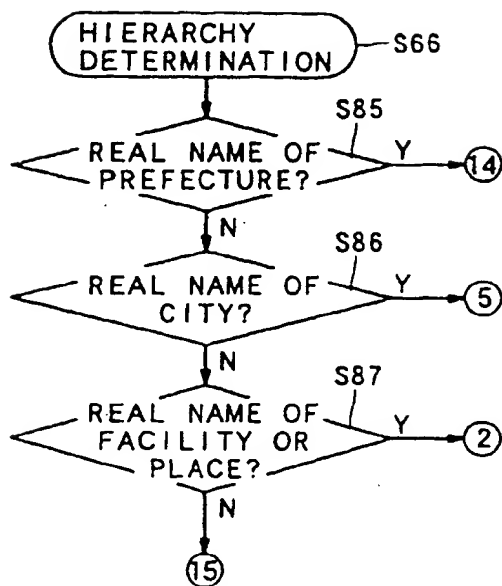 HIERARCHY
DETERMINATION
S66
S85
REAL NAME OF
PREFECTURE?
Y
14
N
S86
REAL NAME OF
CITY?
Y
5
N
S87
REAL NAME OF
FACILITY OR
PLACE?
Y
2
N
15